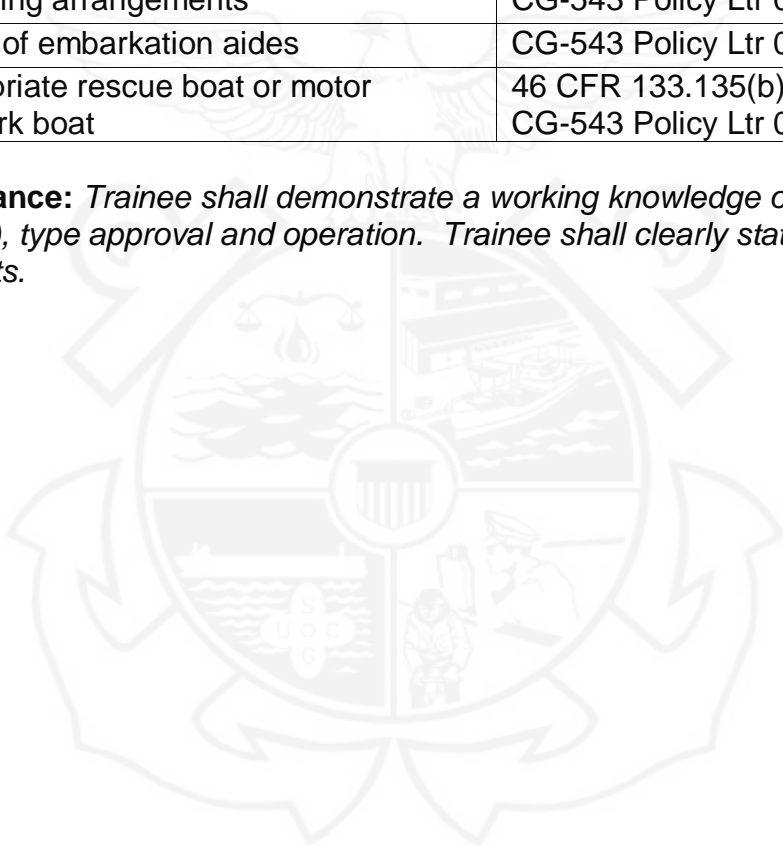 ing arrangements CG-543 Policy Ltr 0
of embarkation aides CG-543 Policy Ltr 0
opriate rescue boat or motor 46 CFR 133.135(b)
rk boat CG-543 Policy Ltr 0
ance: Trainee shall demonstrate a working knowledge o
), type approval and operation. Trainee shall clearly stat
ts.
S
U O C
G